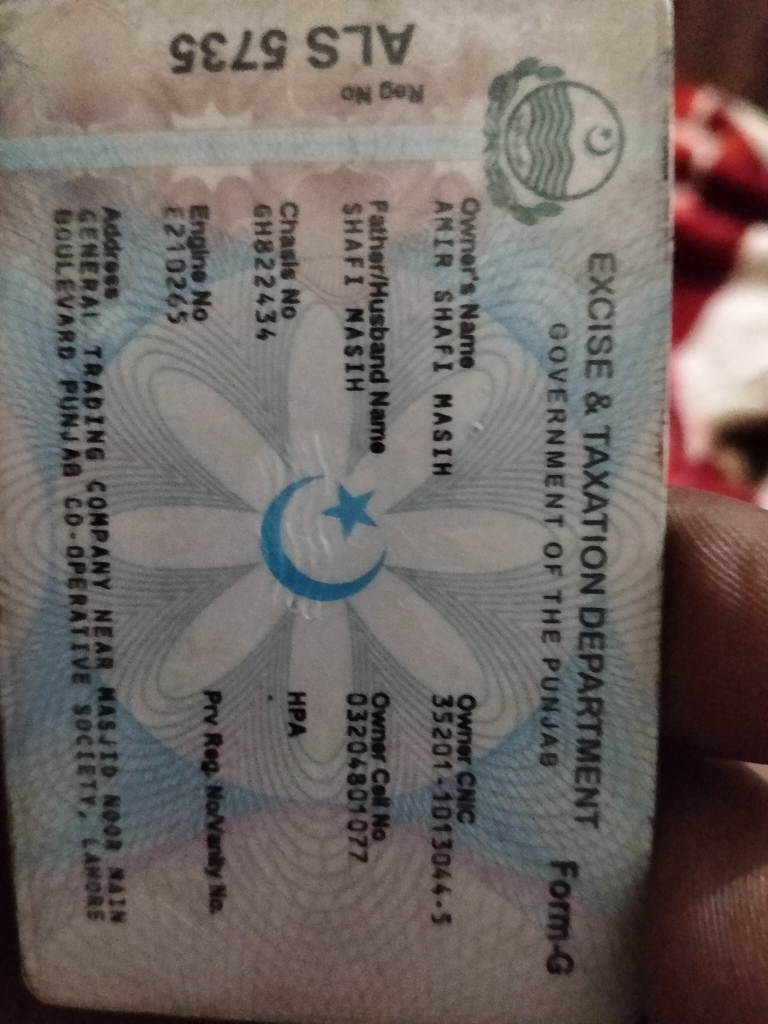 EXCISE & TAXATION DEPARTMENT
GOVERNMENT OF THE PUNJAB
Form-G
Reg No
ALS 5735
Owner's Name
AMIR SHAFI MASIH
Owner CNIC
35201-1013044-5
Father/Husband Name
SHAFI MASIH
Owner Cell No
03204801077
Chasis No
GH822434
HPA
.
Engine No
E210265
Prv Reg. No/Vanity No.
Address
GENERAL TRADING COMPANY NEAR MASJID NOOR MAIN
BOULEVARD PUNJAB CO-OPERATIVE SOCIETY, LAHORE